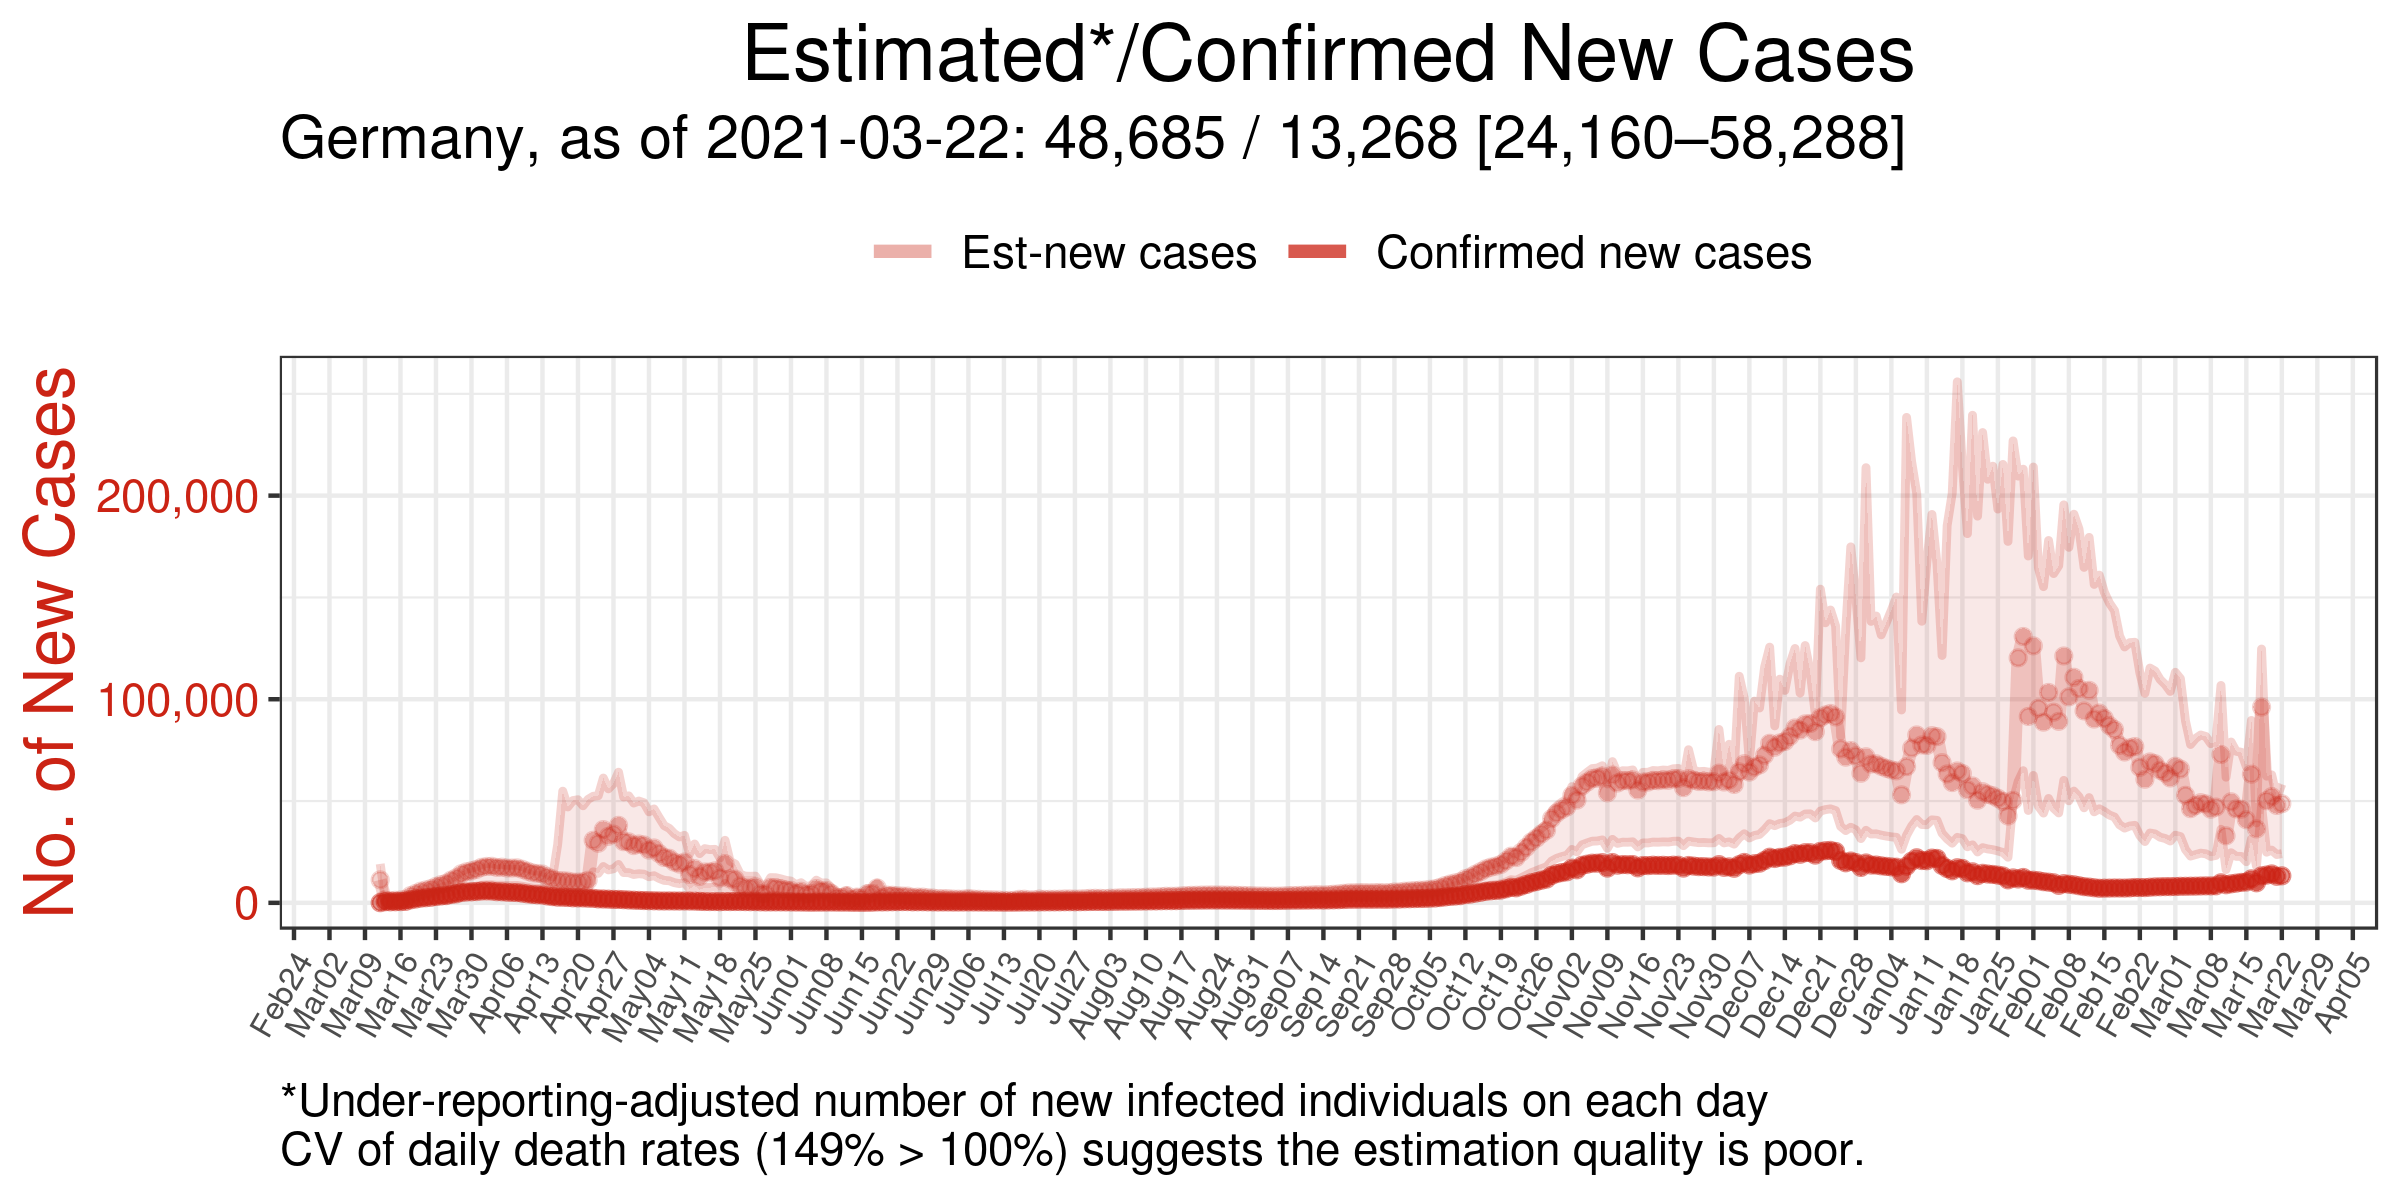 Estimated*/Confirmed New Cases
Germany, as of 2021-03-22: 48,685 / 13,268 [24,160–58,288]
Est-new cases
Confirmed new cases
No. of New Cases
200,000
100,000
0
Feb24
Mar02
Mar09
Mar16
Mar23
Mar30
Apr06
Apr13
Apr20
Apr27
May04
May11
May18
May25
Jun01
Jun08
Jun15
Jun22
Jun29
Jul06
Jul13
Jul20
Jul27
Aug03
Aug10
Aug17
Aug24
Aug31
Sep07
Sep14
Sep21
Sep28
Oct05
Oct12
Oct19
Oct26
Nov02
Nov09
Nov16
Nov23
Nov30
Dec07
Dec14
Dec21
Dec28
Jan04
Jan11
Jan18
Jan25
Feb01
Feb08
Feb15
Feb22
Mar01
Mar08
Mar15
Mar22
Mar29
Apr05
*Under-reporting-adjusted number of new infected individuals on each day
CV of daily death rates (149% > 100%) suggests the estimation quality is poor.